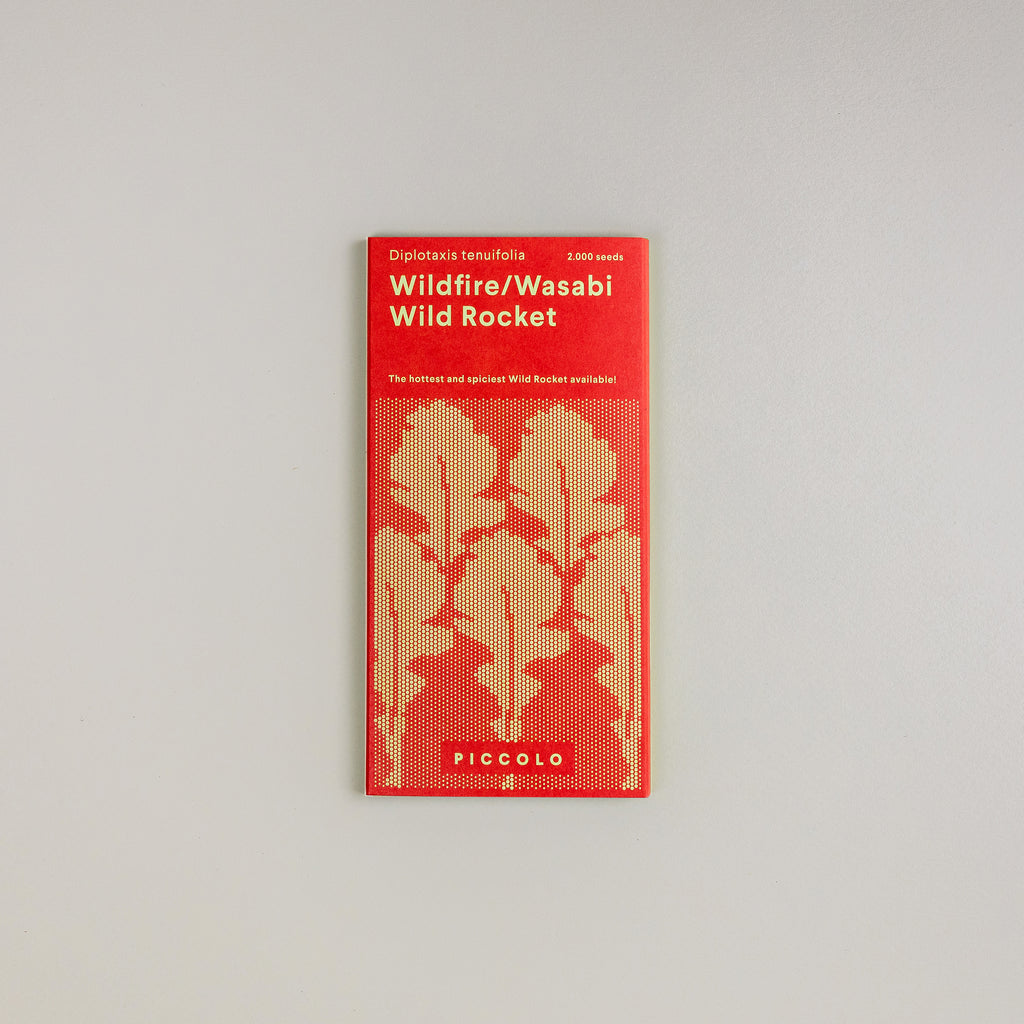 Diplotaxis tenuifolia 2.000 seeds
Wildfire/Wasabi
Wild Rocket
The hottest and spiciest Wild Rocket available!
PICCOLO